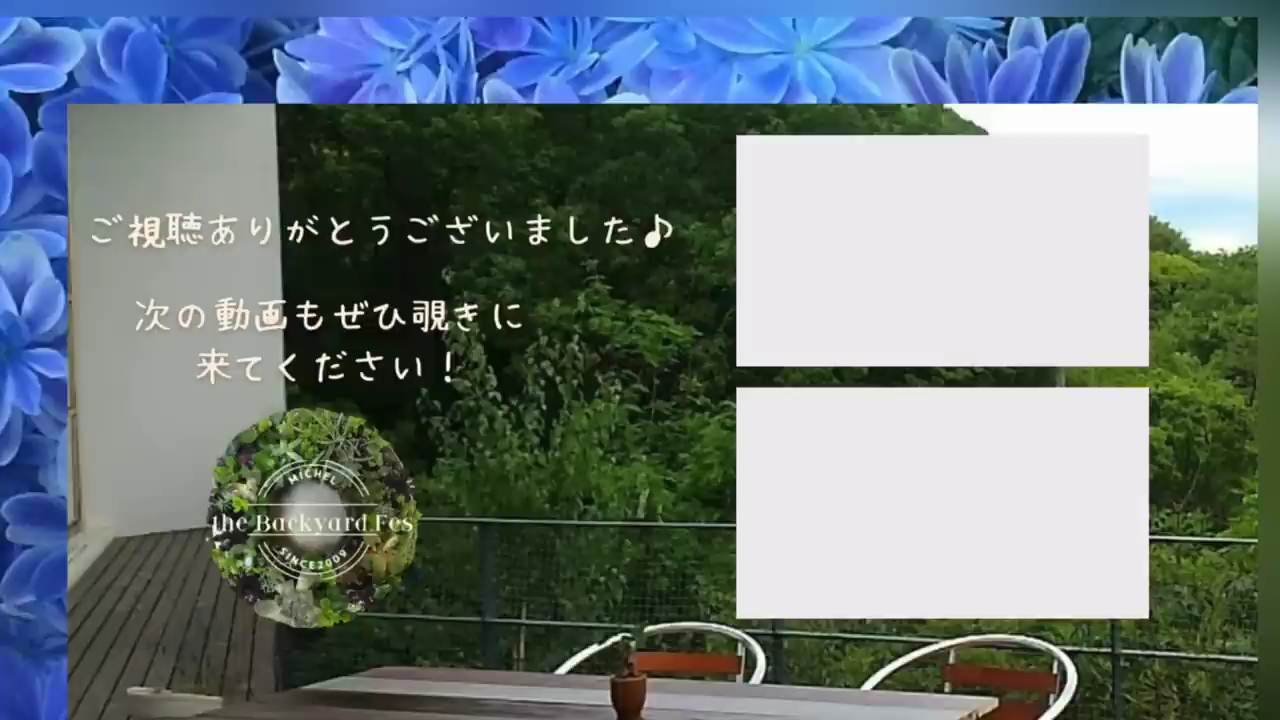 ご視聴ありがとうございました♪
次の動画もぜひ覗きに
来てください！
MICHEL
the Backyard Fes
SINCE2009